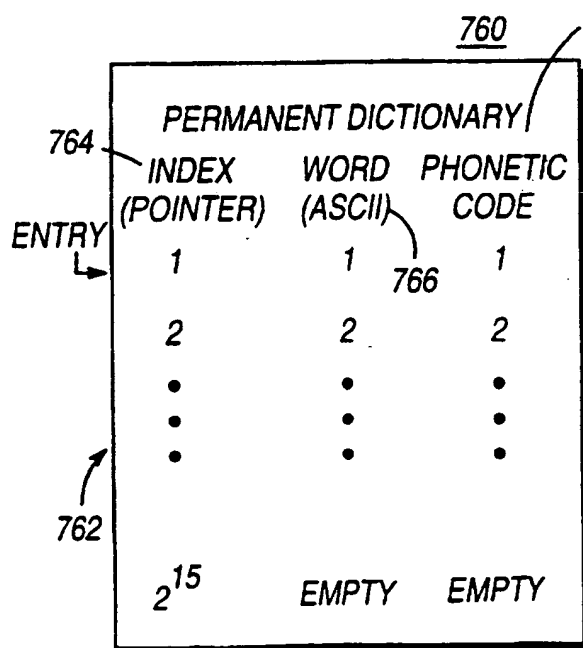 760
PERMANENT DICTIONARY
764
INDEX WORD PHONETIC
(POINTER) (ASCII) CODE
ENTRY
1 1 1
766
2 2 2
762
2^15 EMPTY EMPTY